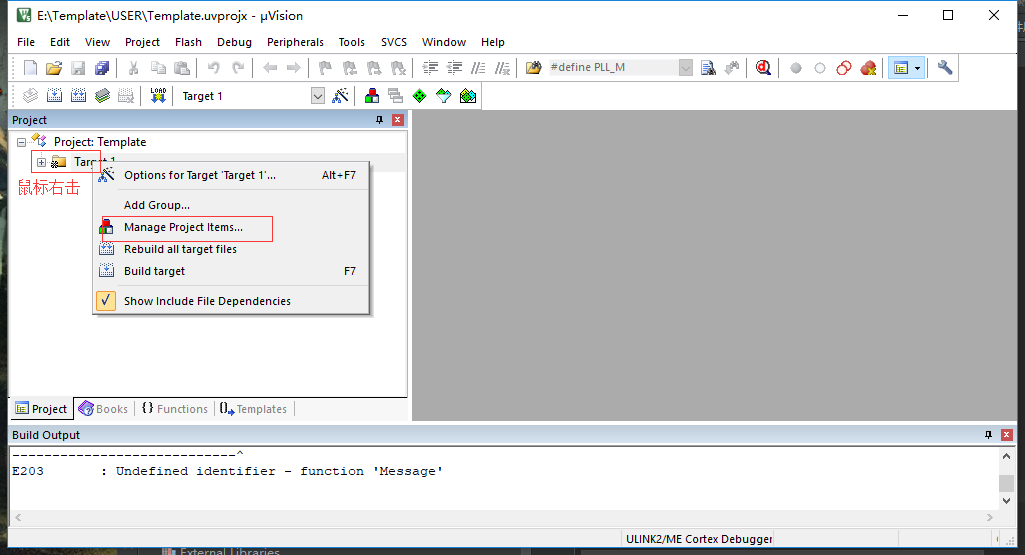 E:\Template\USER\Template.uvprojx - µVision
File Edit View Project Flash Debug Peripherals Tools SVCS Window Help
#define PLL_M
LOAD Target 1
Project
Project: Template
Target 1
鼠标右击
Options for Target 'Target 1'... Alt+F7
Add Group...
Manage Project Items...
Rebuild all target files
Build target F7
Show Include File Dependencies
Project Books {} Functions Templates
Build Output
----------------------------^
E203 : Undefined identifier - function 'Message'
ULINK2/ME Cortex Debugger
External Libraries